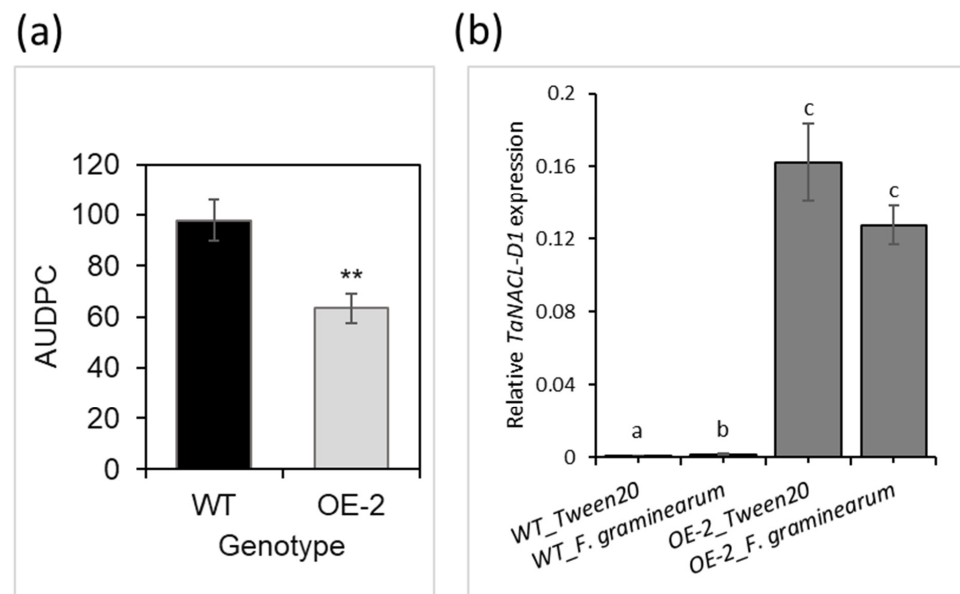 (a)
(b)
AUDPC
120
100
80
60
40
20
0
**
WT
OE-2
Genotype
Relative TaNACL-D1 expression
0.2
0.16
0.12
0.08
0.04
0
a
b
c
c
WT_Tween20
WT_F. graminearum
OE-2_Tween20
OE-2_F. graminearum